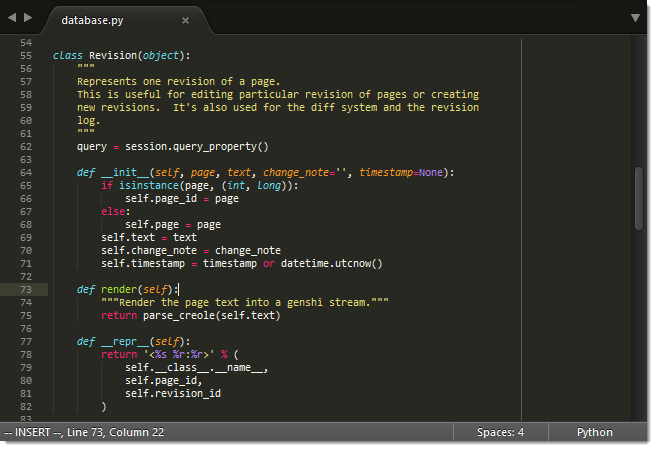 database.py
54
55 class Revision(object):
56 """
57 Represents one revision of a page.
58 This is useful for editing particular revision of pages or creating
59 new revisions.  It's also used for the diff system and the revision
60 log.
61 """
62 query = session.query_property()
63
64 def __init__(self, page, text, change_note='', timestamp=None):
65 if isinstance(page, (int, long)):
66 self.page_id = page
67 else:
68 self.page = page
69 self.text = text
70 self.change_note = change_note
71 self.timestamp = timestamp or datetime.utcnow()
72
73 def render(self):
74 """Render the page text into a genshi stream."""
75 return parse_creole(self.text)
76
77 def __repr__(self):
78 return '<%s %r:%r>' % (
79 self.__class__.__name__,
80 self.page_id,
81 self.revision_id
82 )
83
-- INSERT --, Line 73, Column 22
Spaces: 4
Python